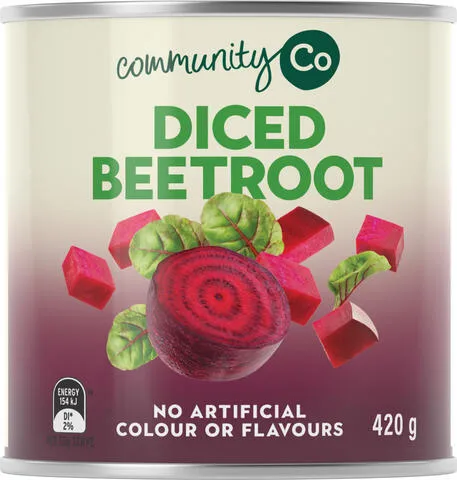 community Co
DICED
BEETROOT
ENERGY
154 kJ
DI*
2%
NO ARTIFICIAL
COLOUR OR FLAVOURS
420 g